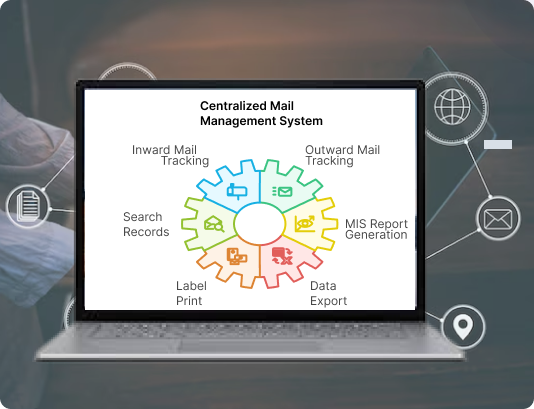 Centralized Mail
Management System
Inward Mail
Tracking
Outward Mail
Tracking
Search
Records
MIS Report
Generation
Label
Print
Data
Export